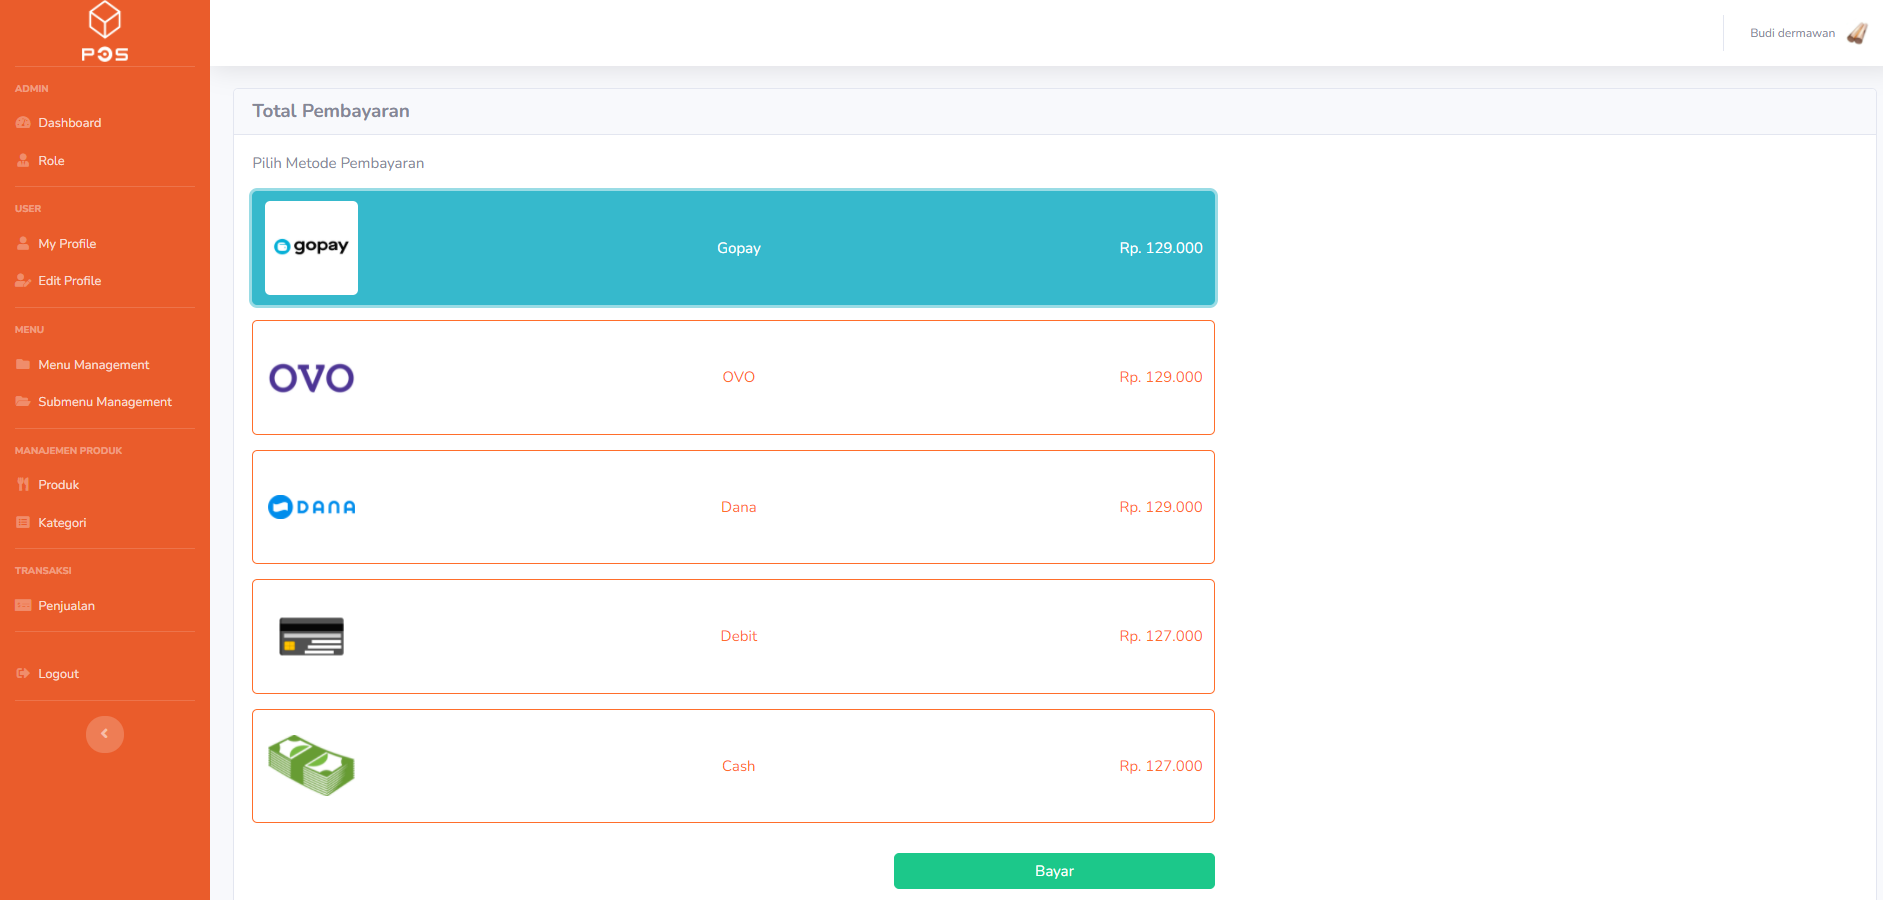 POS
ADMIN
Dashboard
Role
USER
My Profile
Edit Profile
MENU
Menu Management
Submenu Management
MANAJEMEN PRODUK
Produk
Kategori
TRANSAKSI
Penjualan
Logout
Budi dermawan
Total Pembayaran
Pilih Metode Pembayaran
gopay Gopay Rp. 129.000
OVO OVO Rp. 129.000
DANA Dana Rp. 129.000
Debit Rp. 127.000
Cash Rp. 127.000
Bayar